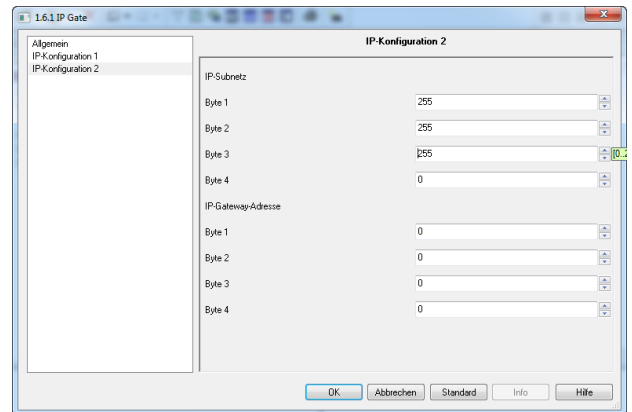 1.6.1 IP Gate
Allgemein
IP-Konfiguration 1
IP-Konfiguration 2
IP-Konfiguration 2
IP-Subnetz
Byte 1 255
Byte 2 255
Byte 3 255
Byte 4 0
IP-Gateway-Adresse
Byte 1 0
Byte 2 0
Byte 3 0
Byte 4 0
OK Abbrechen Standard Info Hilfe